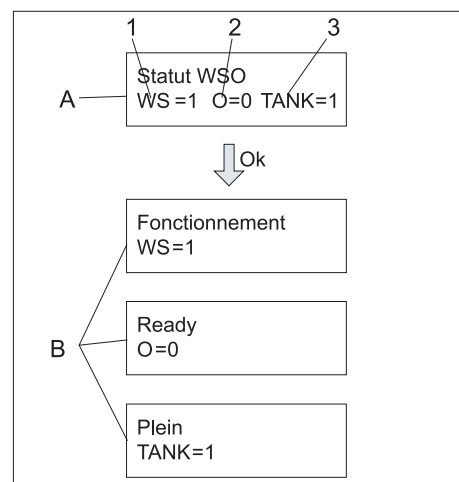 1 2 3
Statut WSO
A
WS =1 O=0 TANK=1
Ok
Fonctionnement
WS=1
Ready
B
O=0
Plein
TANK=1